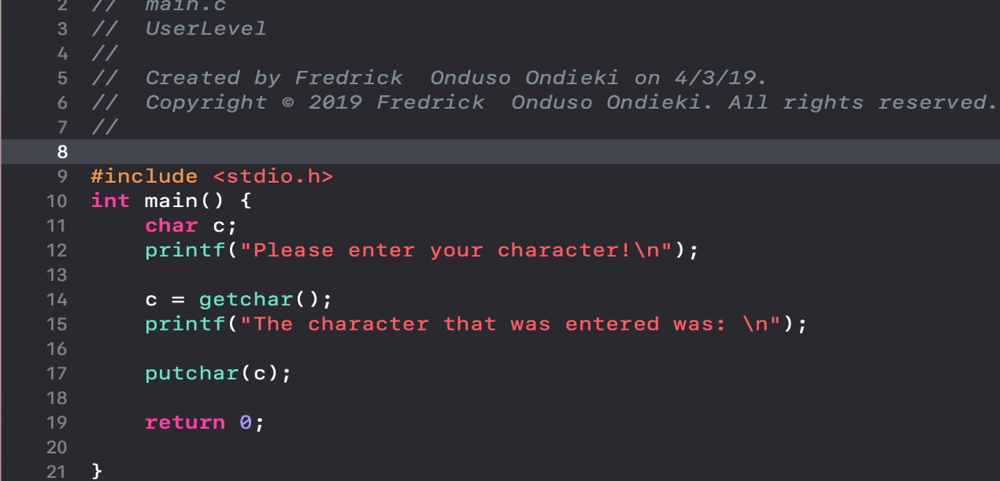 2 // main.c
3 // UserLevel
4 //
5 // Created by Fredrick  Onduso Ondieki on 4/3/19.
6 // Copyright © 2019 Fredrick  Onduso Ondieki. All rights reserved.
7 //
8
9 #include <stdio.h>
10 int main() {
11     char c;
12     printf("Please enter your character!\n");
13
14     c = getchar();
15     printf("The character that was entered was: \n");
16
17     putchar(c);
18
19     return 0;
20
21 }